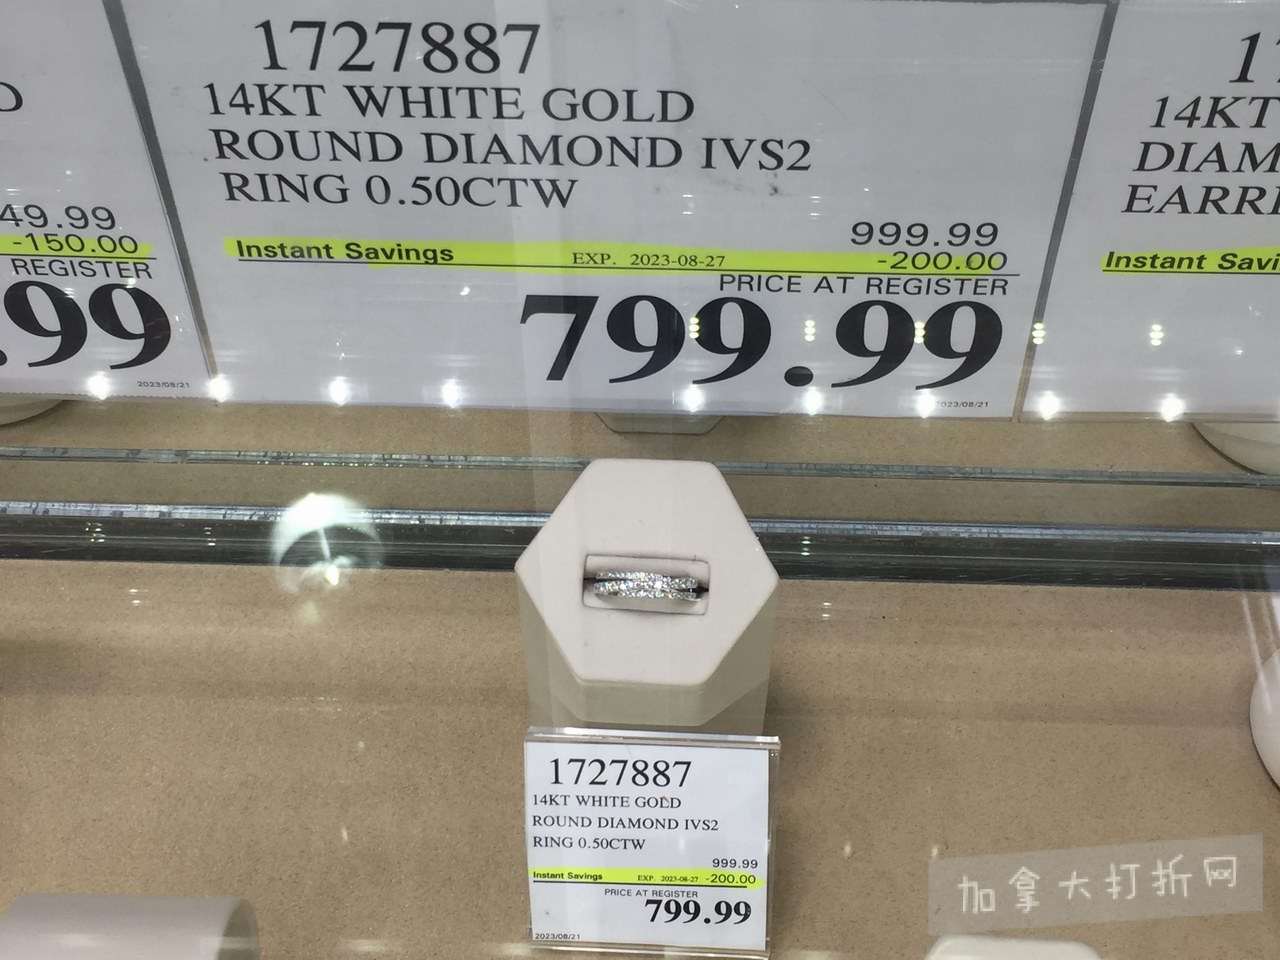 1727887
14KT WHITE GOLD
ROUND DIAMOND IVS2
RING 0.50CTW
999.99
Instant Savings EXP. 2023-08-27 -200.00
PRICE AT REGISTER
799.99
2023/08/21
49.99
-150.00
REGISTER
.99
2023/08/21
14KT
Instant
1727887
14KT WHITE GOLD
ROUND DIAMOND IVS2
RING 0.50CTW
999.99
Instant Savings EXP. 2023-08-27 -200.00
PRICE AT REGISTER
799.99
2023/08/21
加拿大打折网